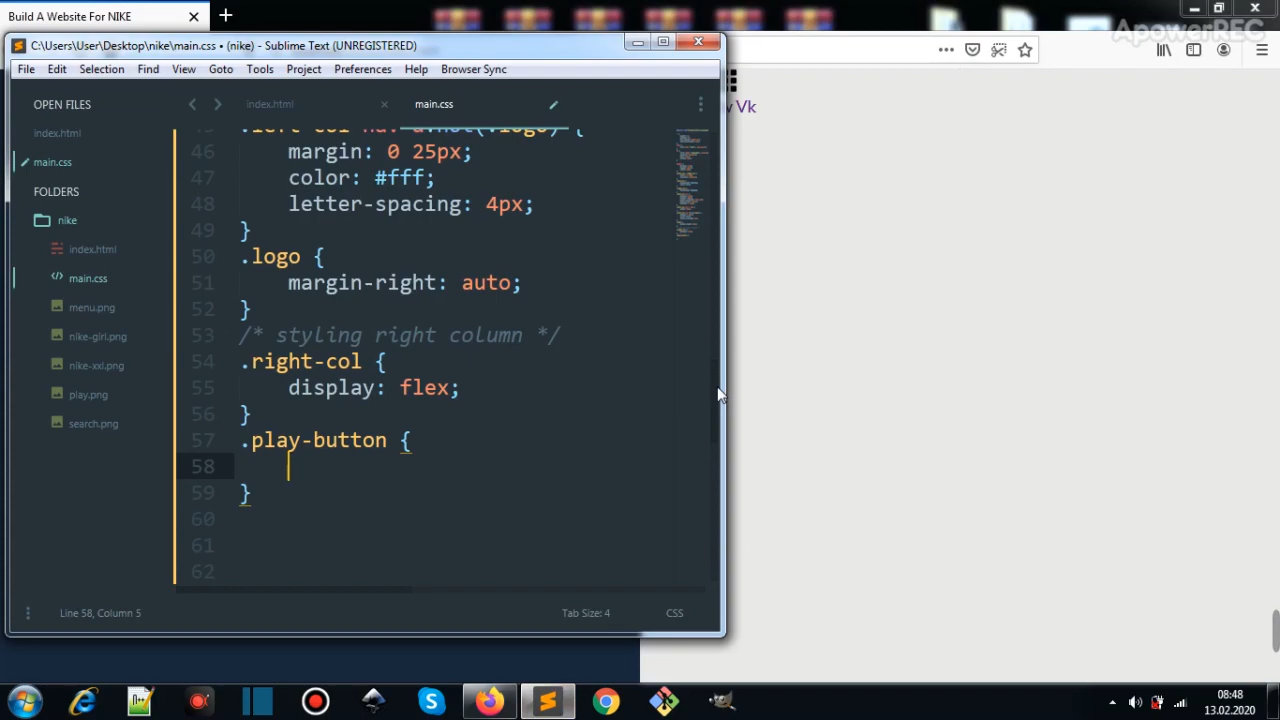 Build A Website For NIKE
ApowerREC
C:\Users\User\Desktop\nike\main.css • (nike) - Sublime Text (UNREGISTERED)
File Edit Selection Find View Goto Tools Project Preferences Help Browser Sync
OPEN FILES
index.html
main.css
FOLDERS
nike
index.html
main.css
menu.png
nike-girl.png
nike-xxl.png
play.png
search.png
index.html
main.css
46 margin: 0 25px;
47 color: #fff;
48 letter-spacing: 4px;
49 }
50 .logo {
51 margin-right: auto;
52 }
53 /* styling right column */
54 .right-col {
55 display: flex;
56 }
57 .play-button {
58
59 }
60
61
62
Line 58, Column 5
Tab Size: 4
CSS
Vk
08:48
13.02.2020